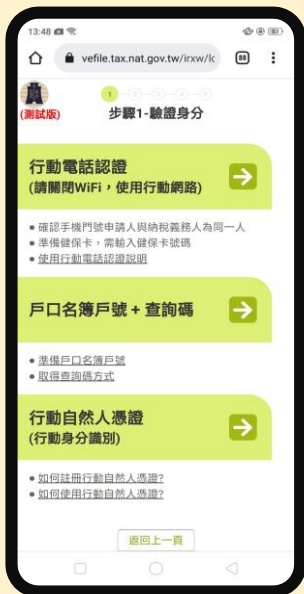 13:48
vefile.tax.nat.gov.tw/irxw/lc
88
1 2 3 4 5
(測試版)
步驟1-驗證身分
行動電話認證
(請關閉WiFi，使用行動網路)
• 確認手機門號申請人與納稅義務人為同一人
• 準備健保卡，需輸入健保卡號碼
• 使用行動電話認證說明
戶口名簿戶號 + 查詢碼
• 準備戶口名簿戶號
• 取得查詢碼方式
行動自然人憑證
(行動身分識別)
• 如何註冊行動自然人憑證?
• 如何使用行動自然人憑證?
返回上一頁